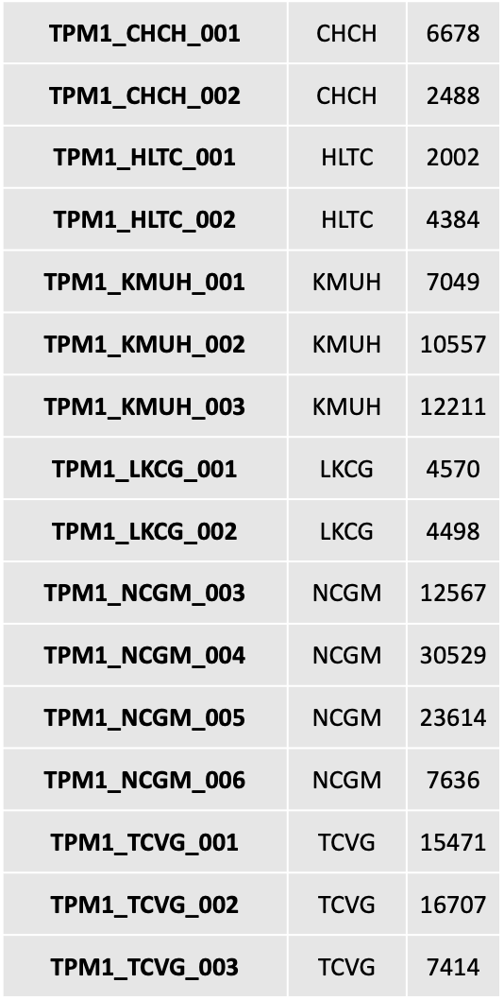 TPM1_CHCH_001 CHCH 6678
TPM1_CHCH_002 CHCH 2488
TPM1_HLTC_001 HLTC 2002
TPM1_HLTC_002 HLTC 4384
TPM1_KMUH_001 KMUH 7049
TPM1_KMUH_002 KMUH 10557
TPM1_KMUH_003 KMUH 12211
TPM1_LKCG_001 LKCG 4570
TPM1_LKCG_002 LKCG 4498
TPM1_NCGM_003 NCGM 12567
TPM1_NCGM_004 NCGM 30529
TPM1_NCGM_005 NCGM 23614
TPM1_NCGM_006 NCGM 7636
TPM1_TCVG_001 TCVG 15471
TPM1_TCVG_002 TCVG 16707
TPM1_TCVG_003 TCVG 7414